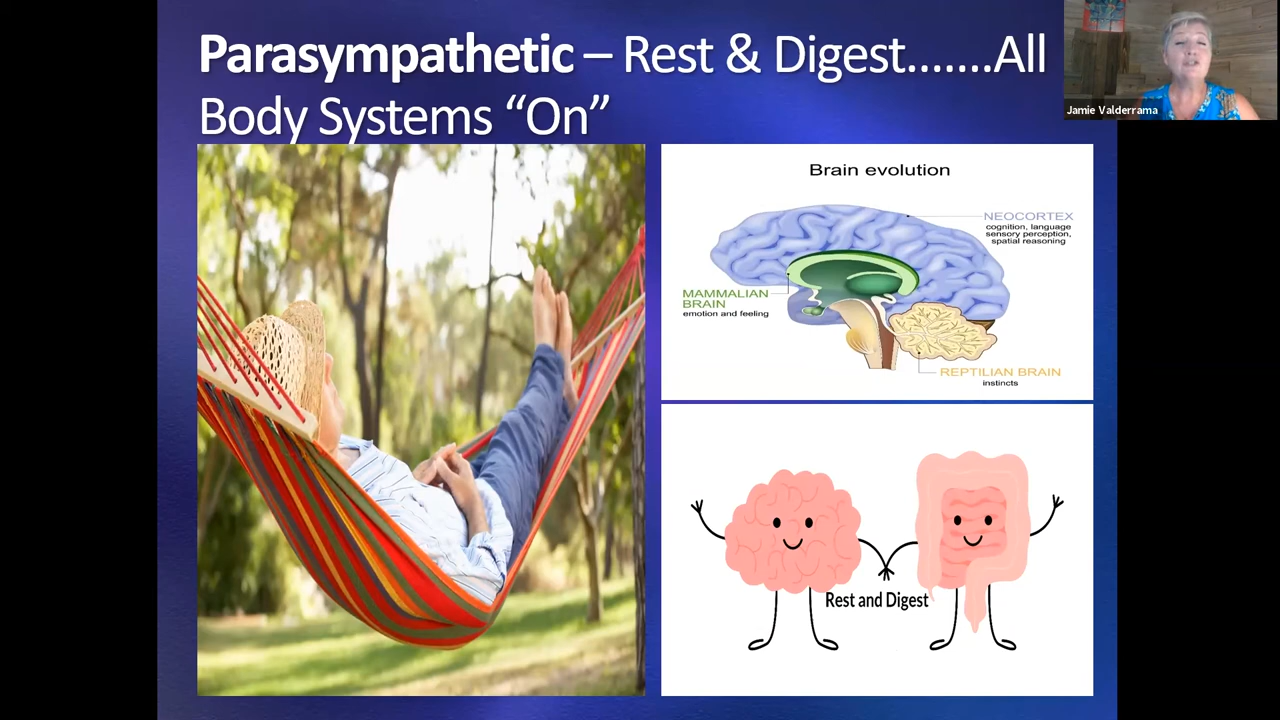 Parasympathetic – Rest & Digest.......All
Body Systems “On”
Jamie Valderrama
Brain evolution
NEOCORTEX
cognition, language
sensory perception,
spatial reasoning
MAMMALIAN
BRAIN
emotion and feeling
REPTILIAN BRAIN
instincts
Rest and Digest